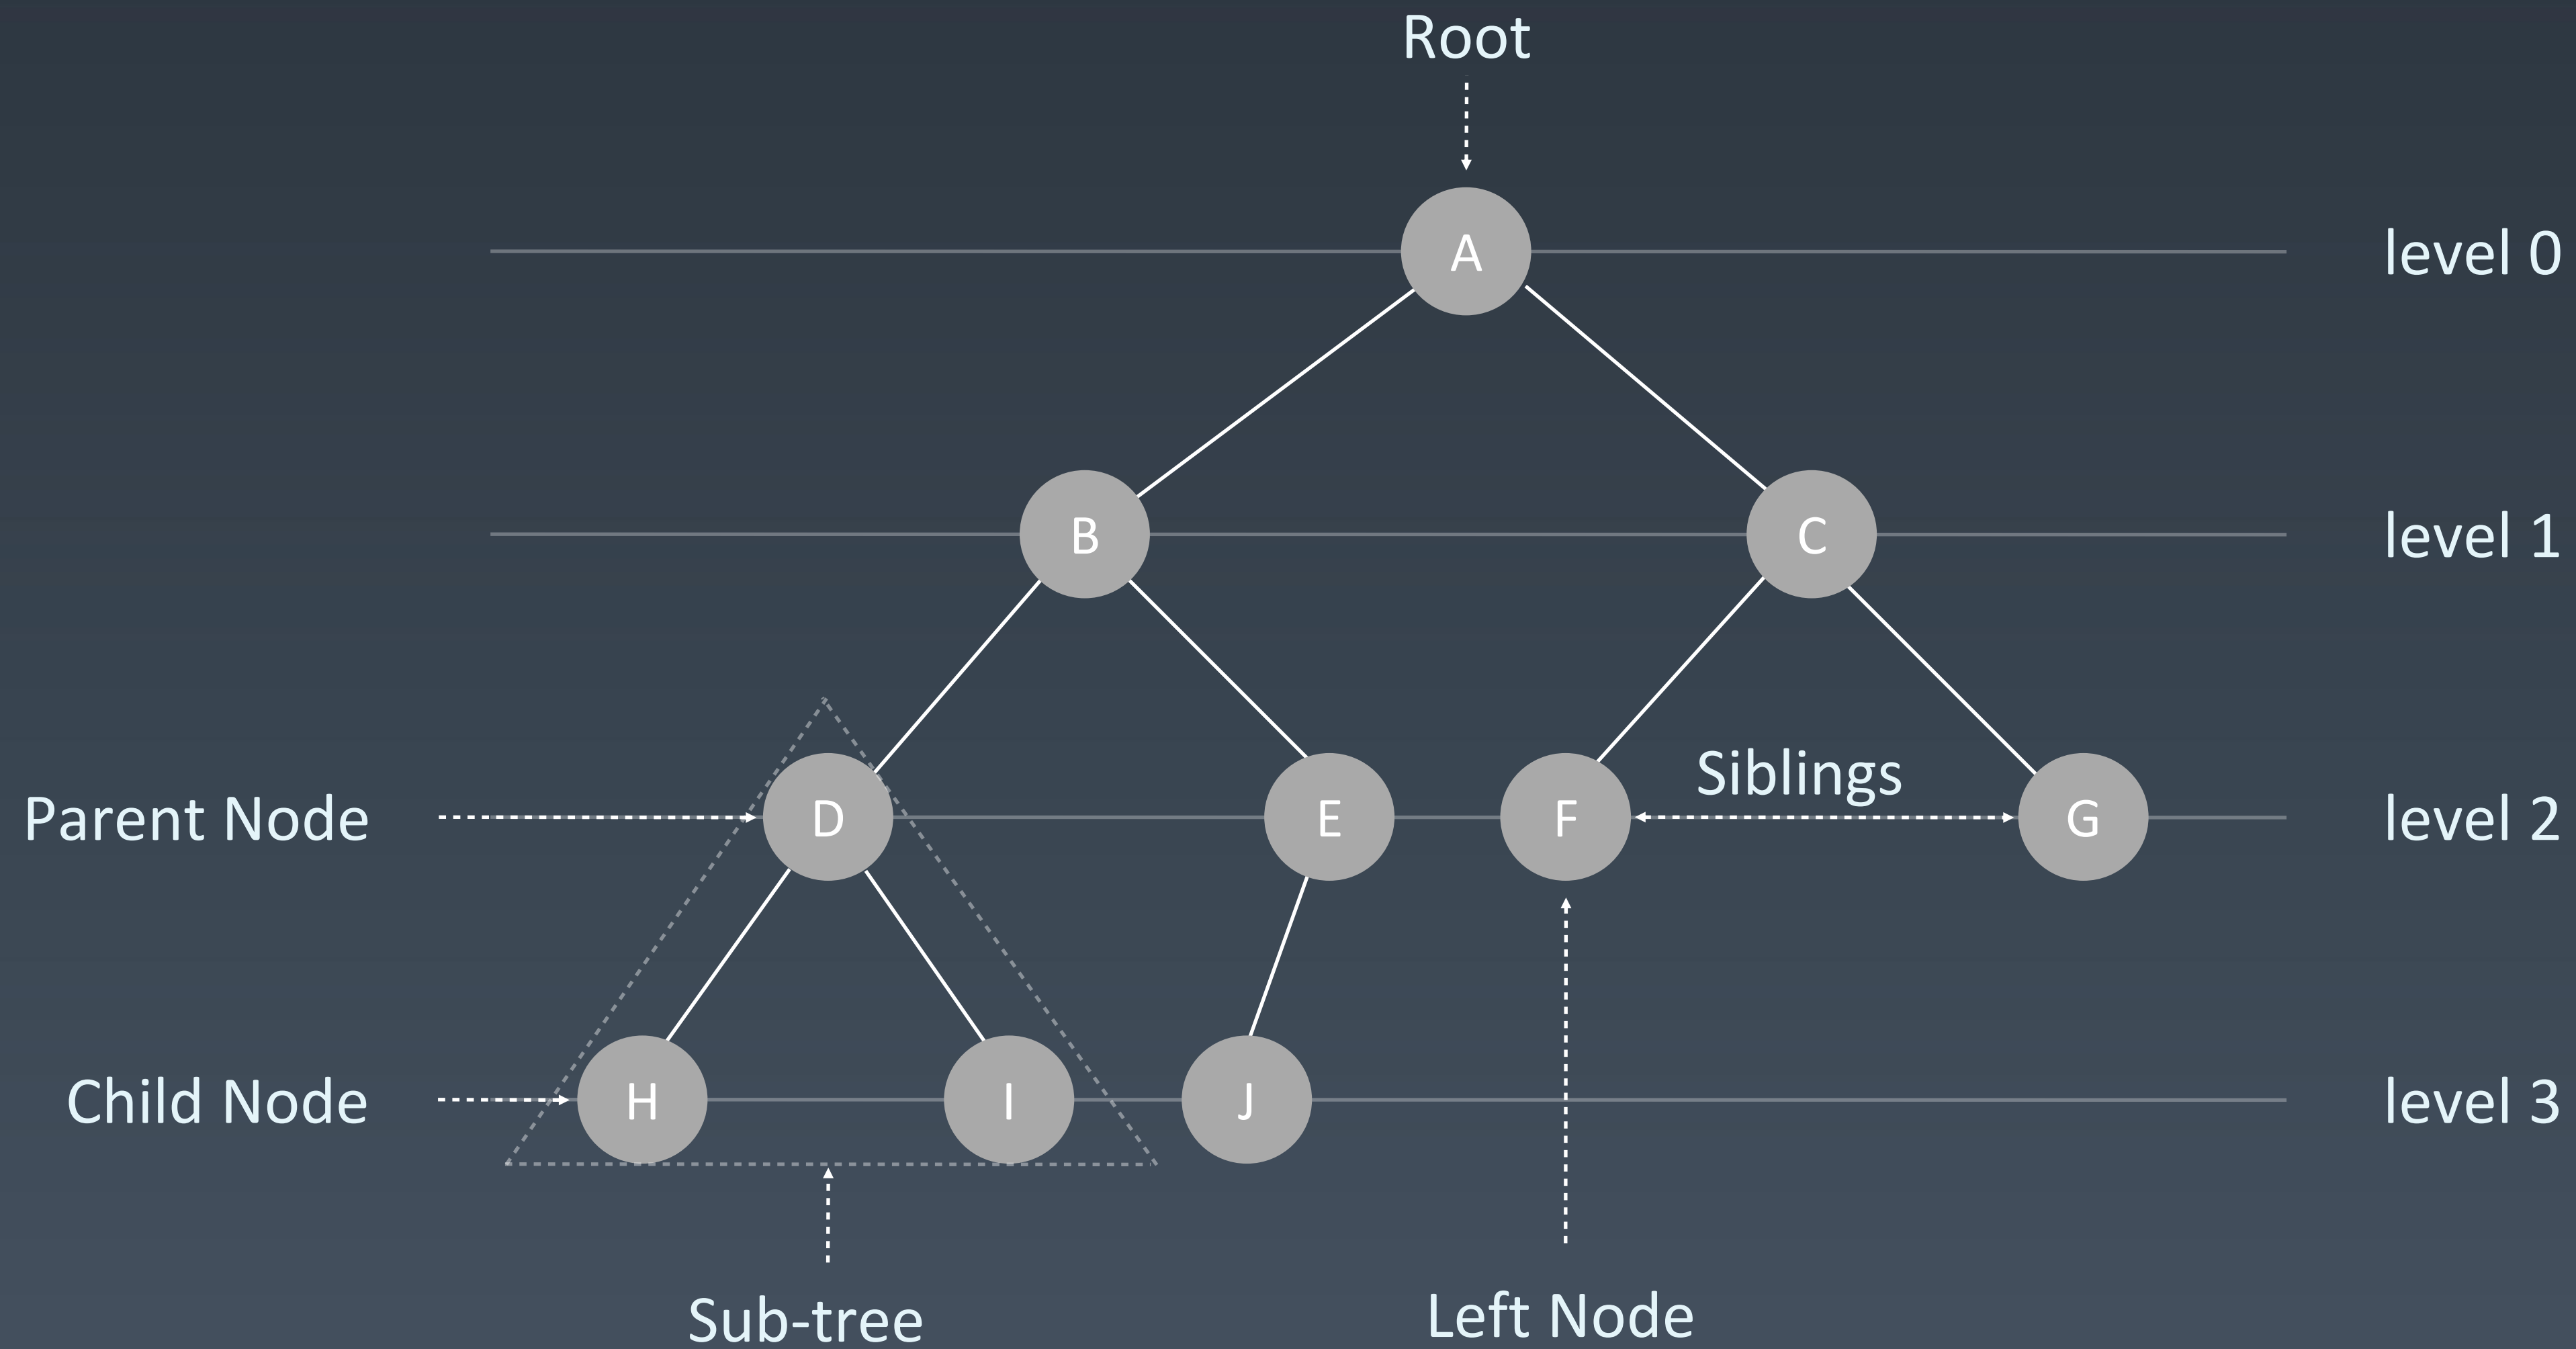 Root
A
level 0
B
C
level 1
Siblings
Parent Node
D
E
F
G
level 2
Child Node
H
I
J
level 3
Sub-tree
Left Node